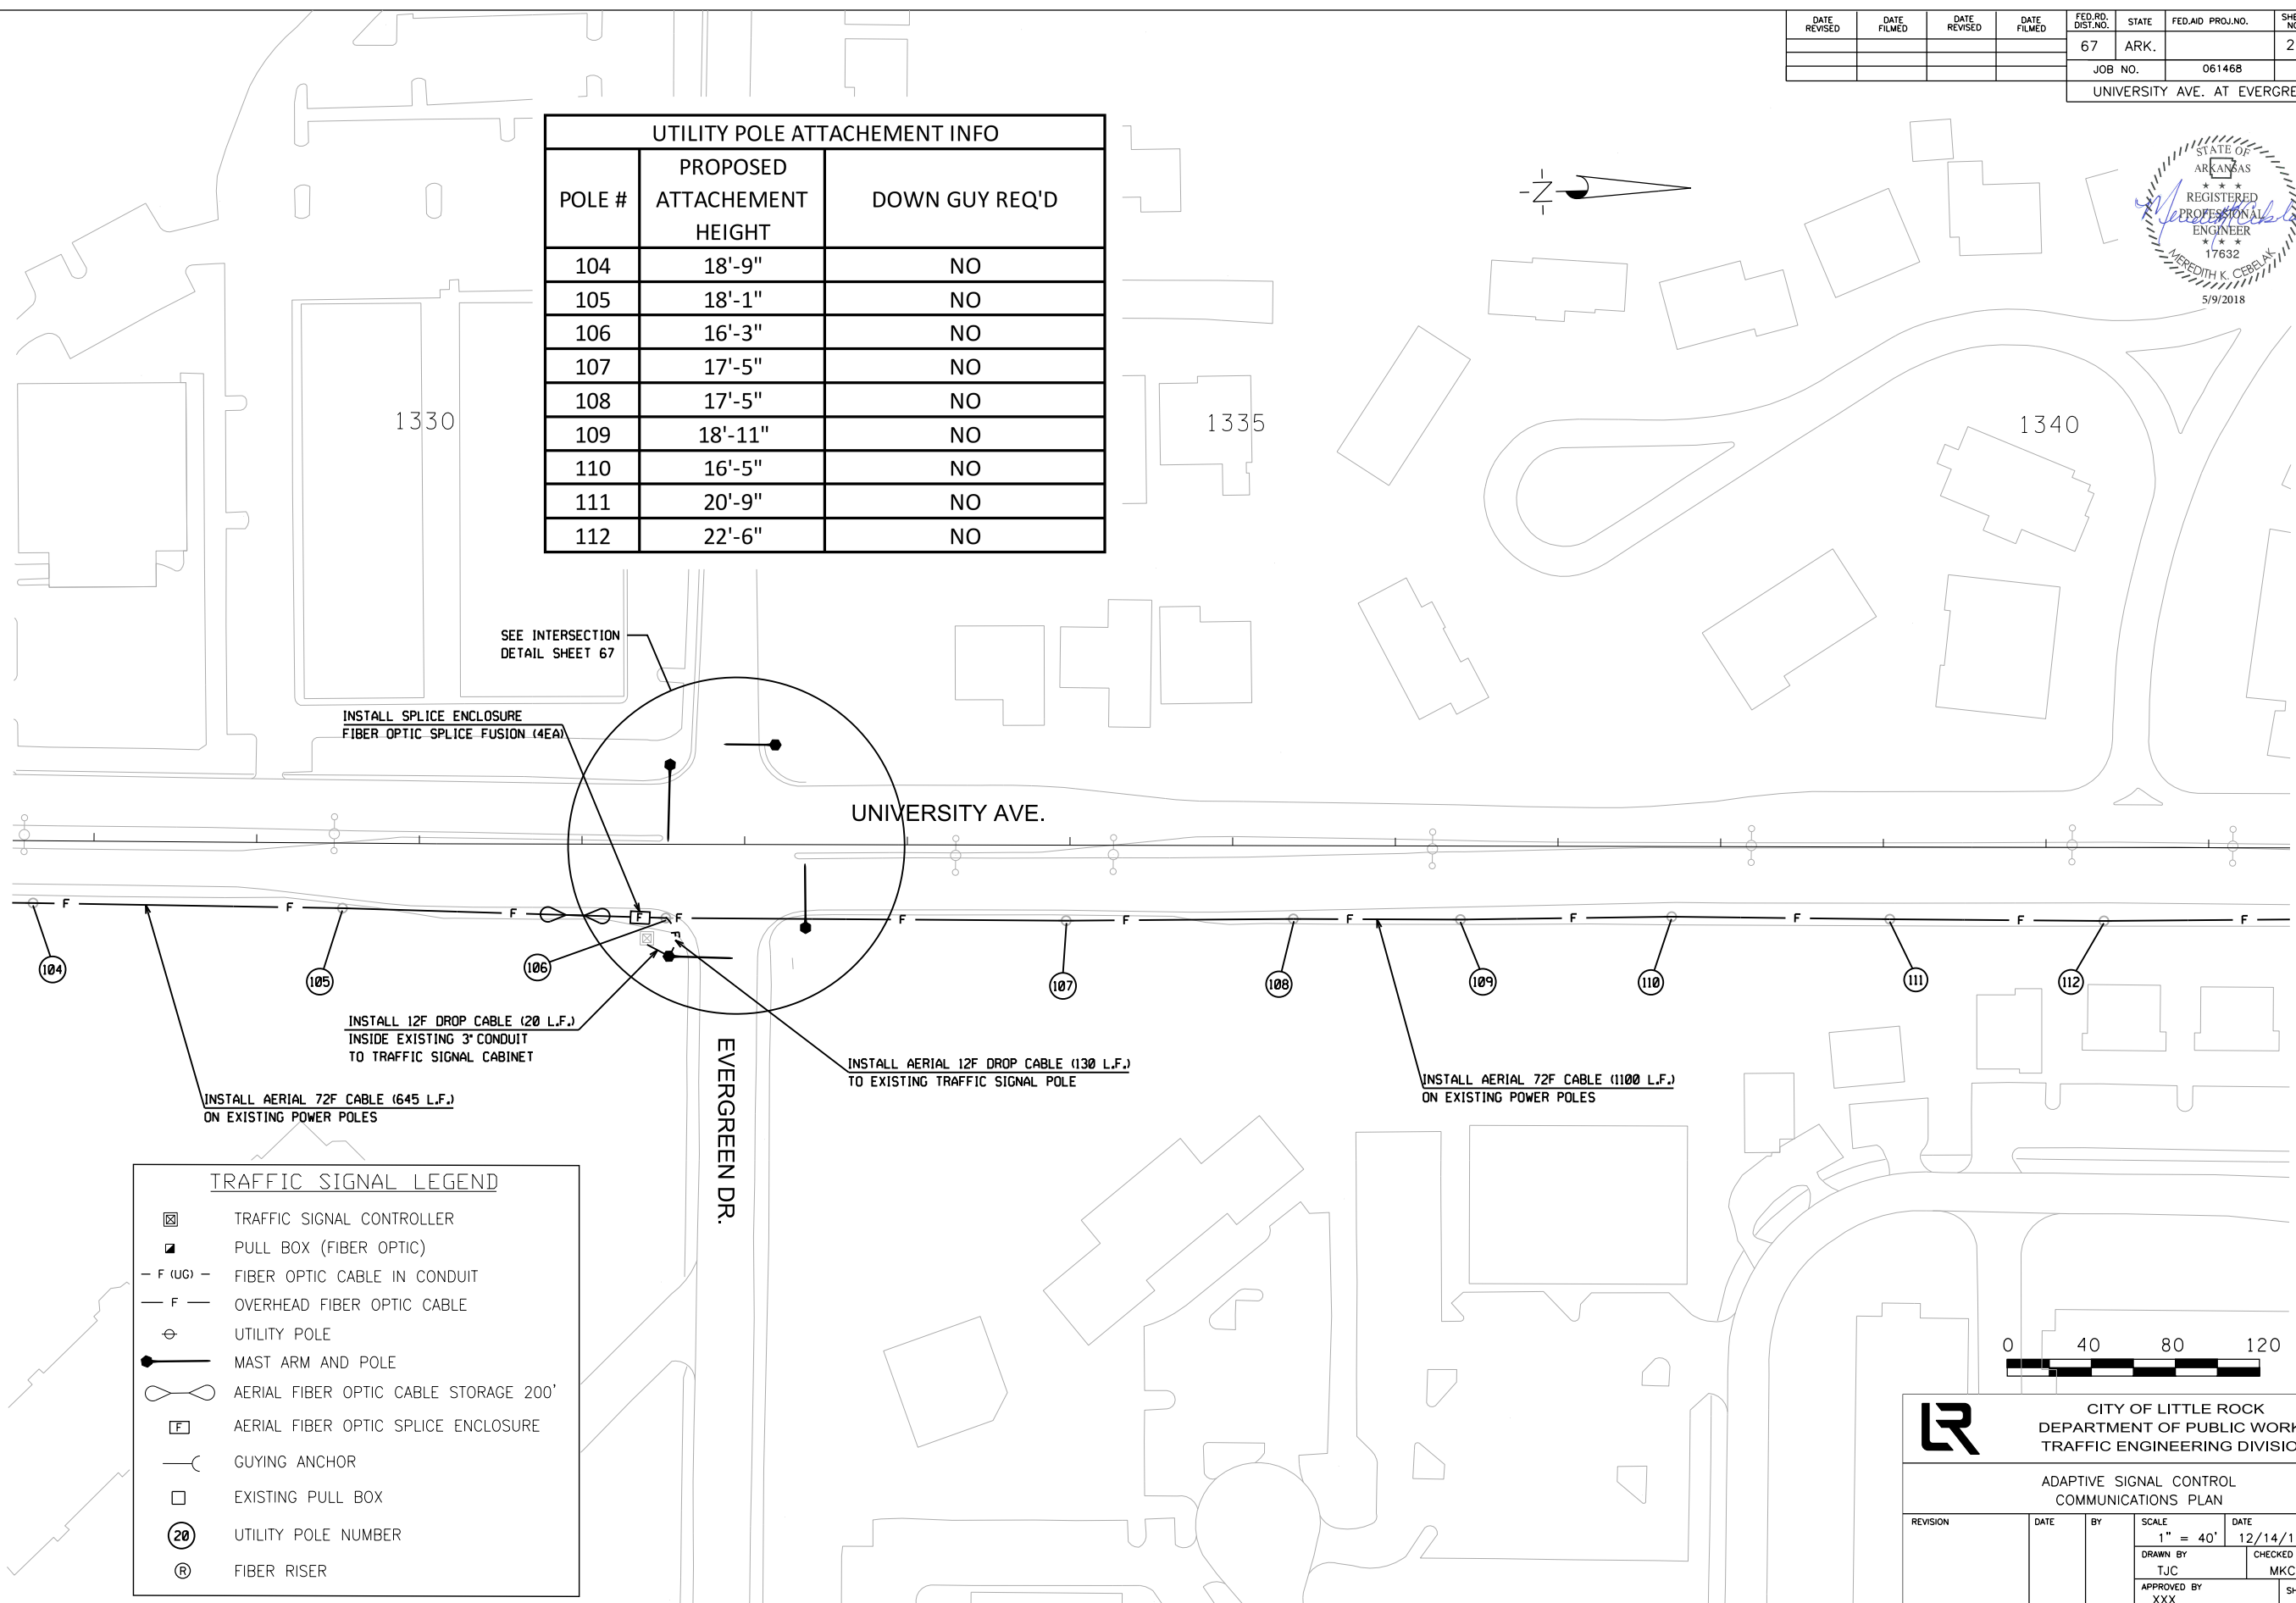 DATE REVISED
DATE FILMED
DATE REVISED
DATE FILMED
FED.RD. DIST.NO.
STATE
FED.AID PROJ.NO.
67
ARK.
JOB NO.
061468
UNIVERSITY AVE. AT
STATE OF
ARKANSAS
★ ★ ★
REGISTERED
PROFESSIONAL
ENGINEER
★ ★ ★
17632
MEREDITH K. CEBELAK
5/9/2018
UTILITY POLE ATTACHEMENT INFO
POLE #
PROPOSED
ATTACHEMENT
HEIGHT
DOWN GUY REQ'D
104 18'-9" NO
105 18'-1" NO
106 16'-3" NO
107 17'-5" NO
108 17'-5" NO
109 18'-11" NO
110 16'-5" NO
111 20'-9" NO
112 22'-6" NO
-Z-
1330
1335
1340
SEE INTERSECTION
DETAIL SHEET 67
INSTALL SPLICE ENCLOSURE
FIBER OPTIC SPLICE FUSION (4EA)
UNIVERSITY AVE.
F F F F F F F F F F F F F
104
105
106
107
108
109
110
111
112
INSTALL 12F DROP CABLE (20 L.F.)
INSIDE EXISTING 3" CONDUIT
TO TRAFFIC SIGNAL CABINET
INSTALL AERIAL 12F DROP CABLE (130 L.F.)
TO EXISTING TRAFFIC SIGNAL POLE
INSTALL AERIAL 72F CABLE (1100 L.F.)
ON EXISTING POWER POLES
INSTALL AERIAL 72F CABLE (645 L.F.)
ON EXISTING POWER POLES
EVERGREEN DR.
TRAFFIC SIGNAL LEGEND
TRAFFIC SIGNAL CONTROLLER
PULL BOX (FIBER OPTIC)
— F (UG) — FIBER OPTIC CABLE IN CONDUIT
— F — OVERHEAD FIBER OPTIC CABLE
UTILITY POLE
MAST ARM AND POLE
AERIAL FIBER OPTIC CABLE STORAGE 200'
F AERIAL FIBER OPTIC SPLICE ENCLOSURE
GUYING ANCHOR
EXISTING PULL BOX
20 UTILITY POLE NUMBER
R FIBER RISER
0 40 80 120
LR
CITY OF LITTLE ROCK
DEPARTMENT OF PUBLIC
TRAFFIC ENGINEERING
ADAPTIVE SIGNAL CONTROL
COMMUNICATIONS PLAN
REVISION
DATE
BY
SCALE
1" = 40'
DATE
12/14/1
DRAWN BY
TJC
CHECKED
MKC
APPROVED BY
XXX